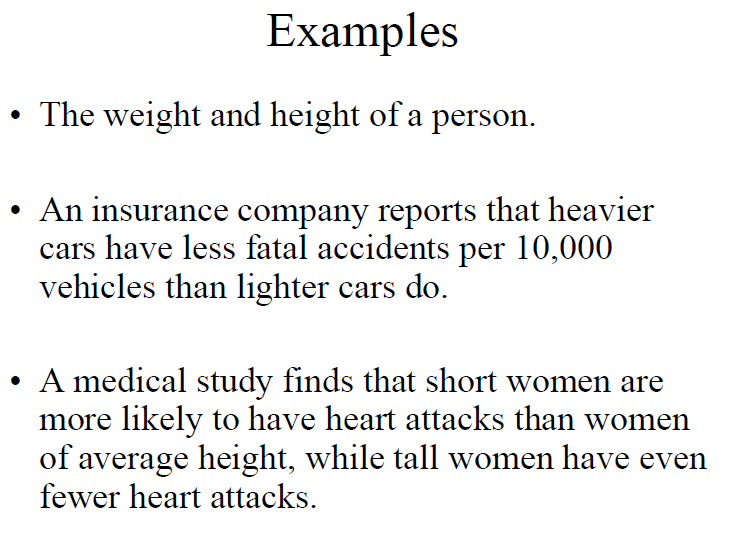 Examples
• The weight and height of a person.
• An insurance company reports that heavier
cars have less fatal accidents per 10,000
vehicles than lighter cars do.
• A medical study finds that short women are
more likely to have heart attacks than women
of average height, while tall women have even
fewer heart attacks.